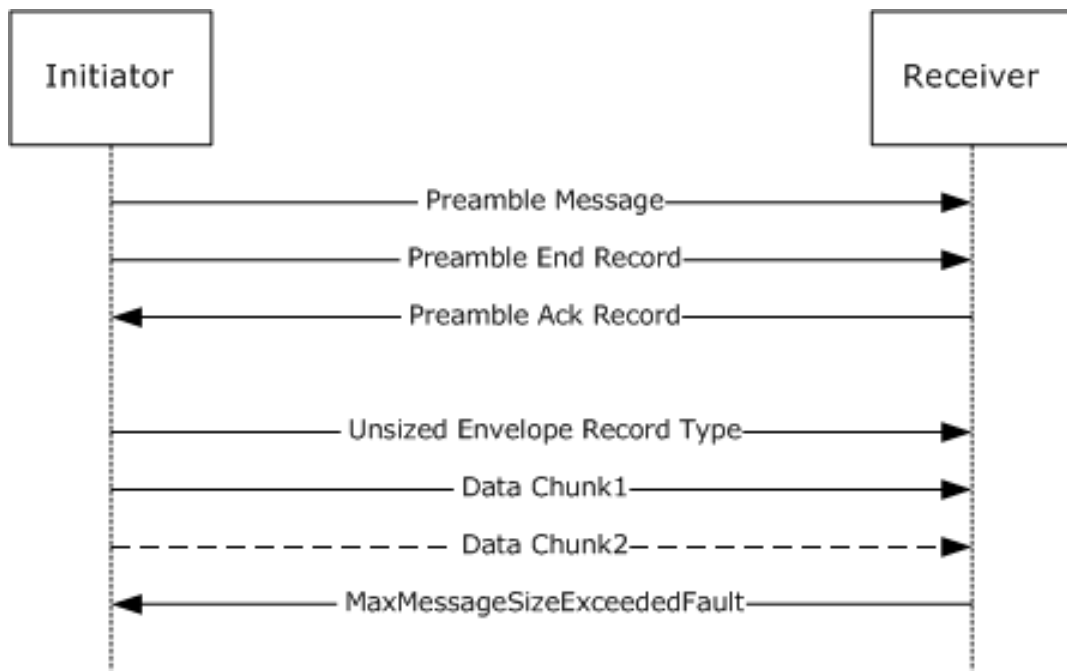 Initiator
Receiver
Preamble Message
Preamble End Record
Preamble Ack Record
Unsized Envelope Record Type
Data Chunk1
Data Chunk2
MaxMessageSizeExceededFault